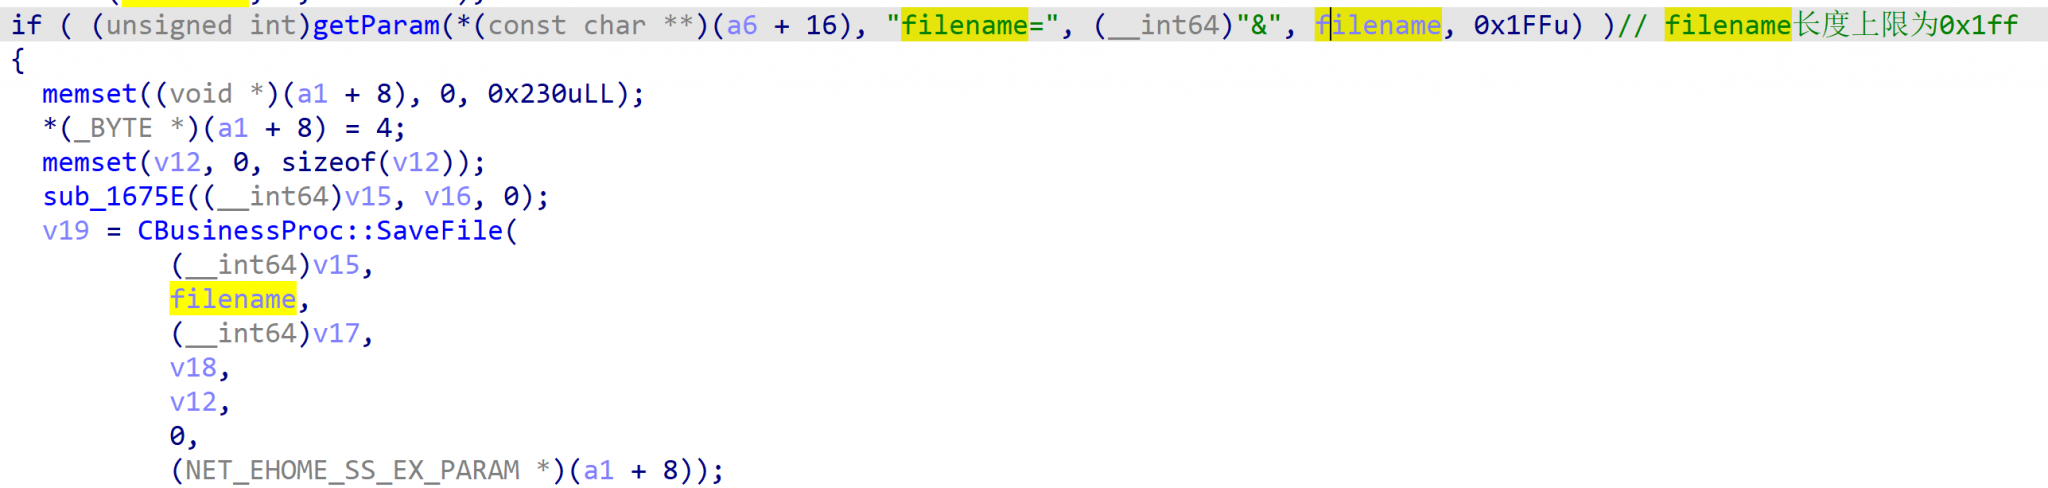 if ( (unsigned int)getParam(*(const char **)(a6 + 16), "filename=", (__int64)"&", filename, 0x1FFu) )// filename长度上限为0x1ff
{
  memset((void *)(a1 + 8), 0, 0x230uLL);
  *(_BYTE *)(a1 + 8) = 4;
  memset(v12, 0, sizeof(v12));
  sub_1675E((__int64)v15, v16, 0);
  v19 = CBusinessProc::SaveFile(
          (__int64)v15,
          filename,
          (__int64)v17,
          v18,
          v12,
          0,
          (NET_EHOME_SS_EX_PARAM *)(a1 + 8));